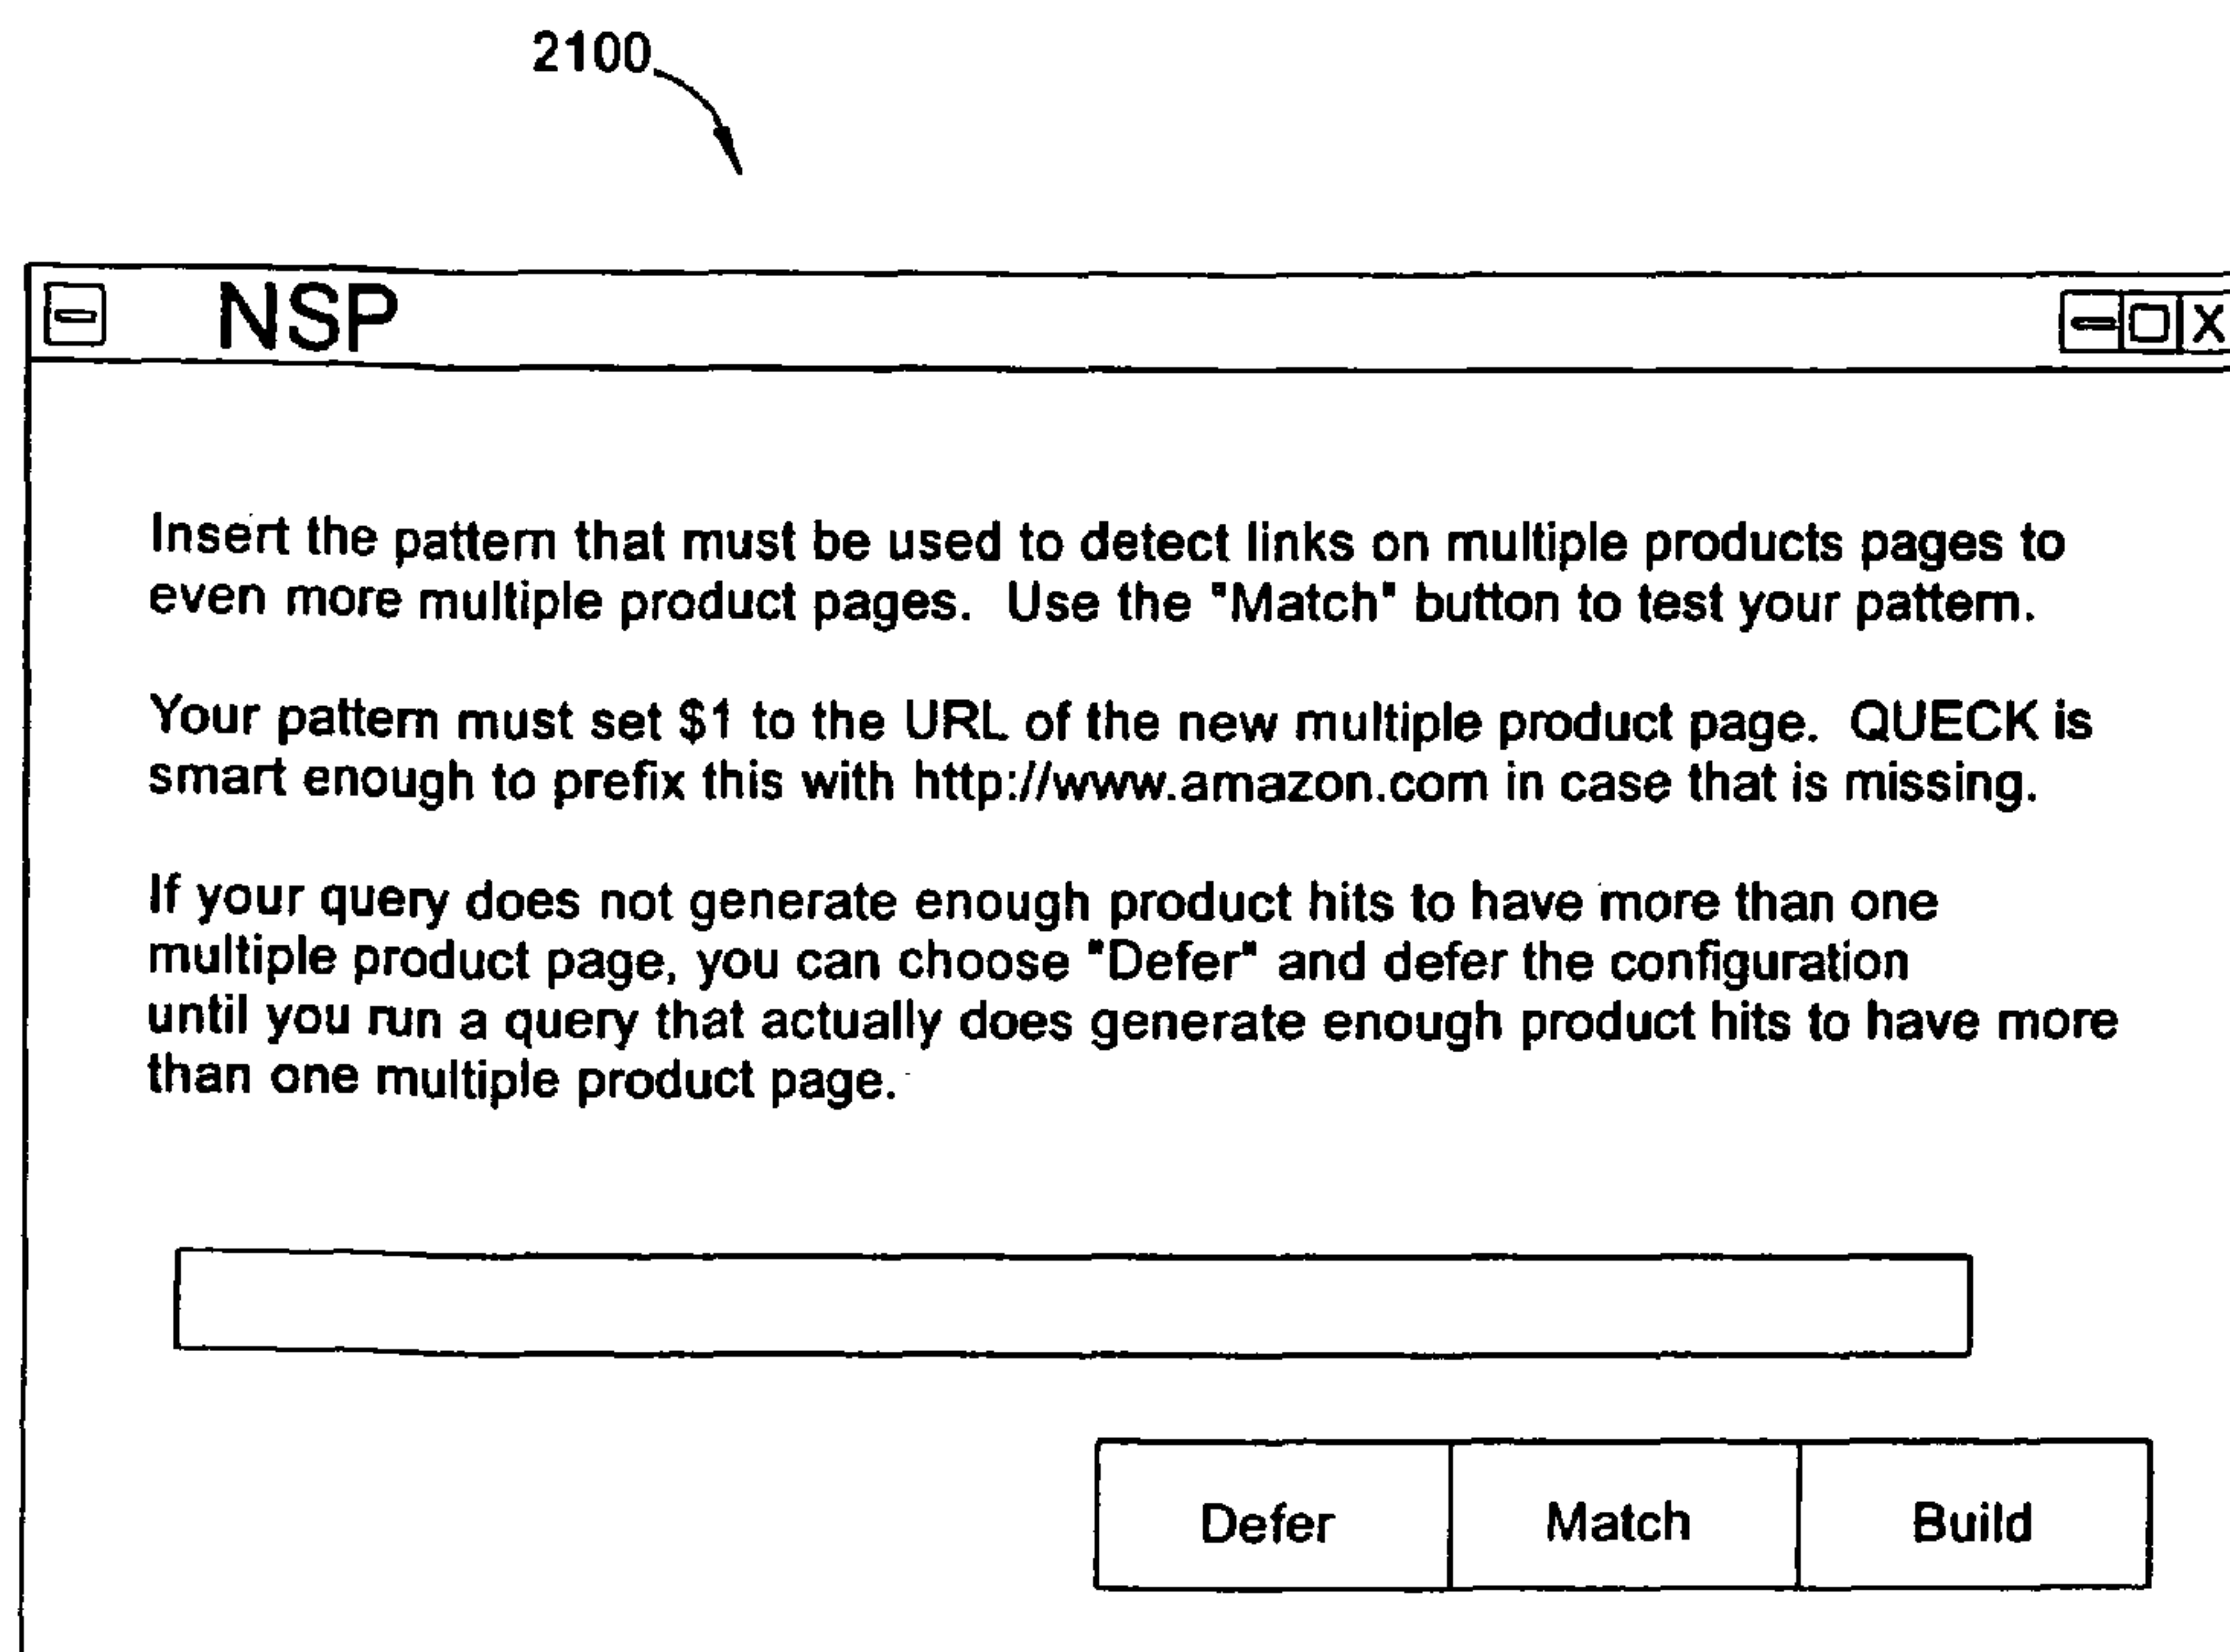 2100
NSP
Insert the pattern that must be used to detect links on multiple products pages to
even more multiple product pages.  Use the "Match" button to test your pattern.
Your pattern must set $1 to the URL of the new multiple product page.  QUECK is
smart enough to prefix this with http://www.amazon.com in case that is missing.
If your query does not generate enough product hits to have more than one
multiple product page, you can choose "Defer" and defer the configuration
until you run a query that actually does generate enough product hits to have more
than one multiple product page.
Defer Match Build